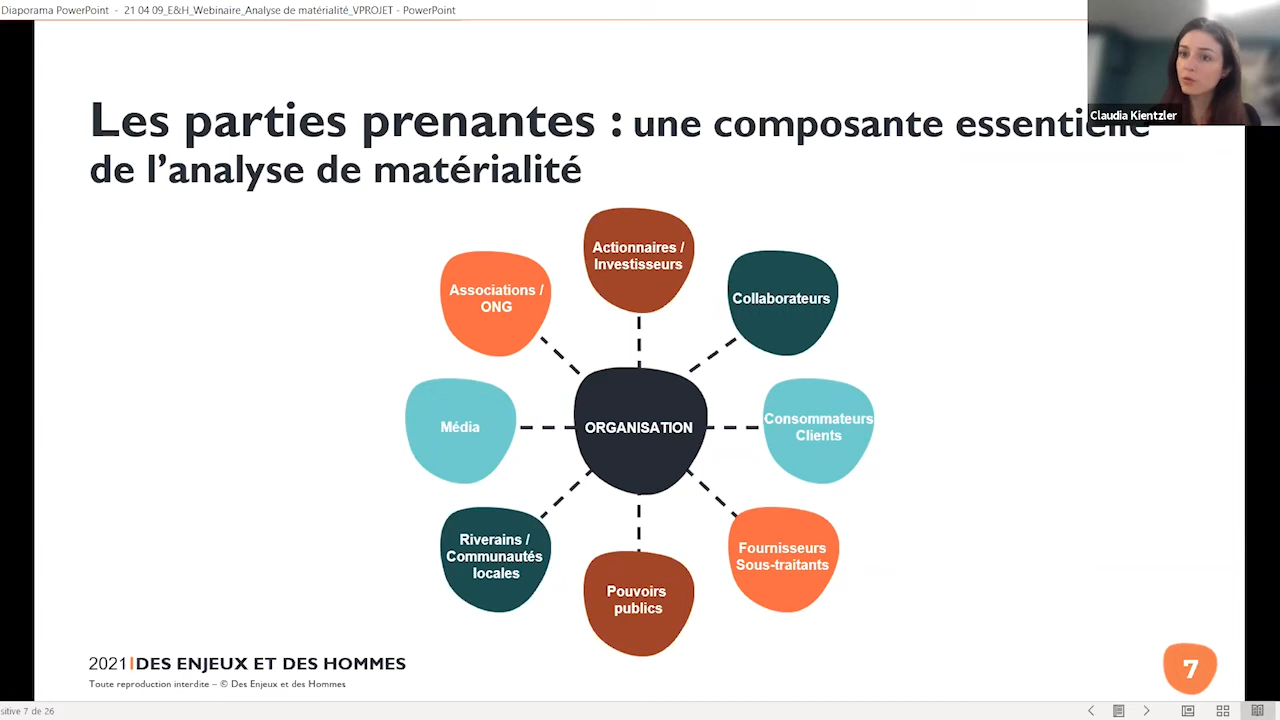 Diaporama PowerPoint - 21 04 09_E&H_Webinaire_Analyse de matérialité_VPROJET - PowerPoint
Claudia Kientzler
Les parties prenantes : une composante essentielle
de l’analyse de matérialité
Actionnaires /
Investisseurs
Associations /
ONG
Collaborateurs
Média
ORGANISATION
Consommateurs
Clients
Riverains /
Communautés
locales
Fournisseurs
Sous-traitants
Pouvoirs
publics
2021 | DES ENJEUX ET DES HOMMES
Toute reproduction interdite – © Des Enjeux et des Hommes
7
sitive 7 de 26